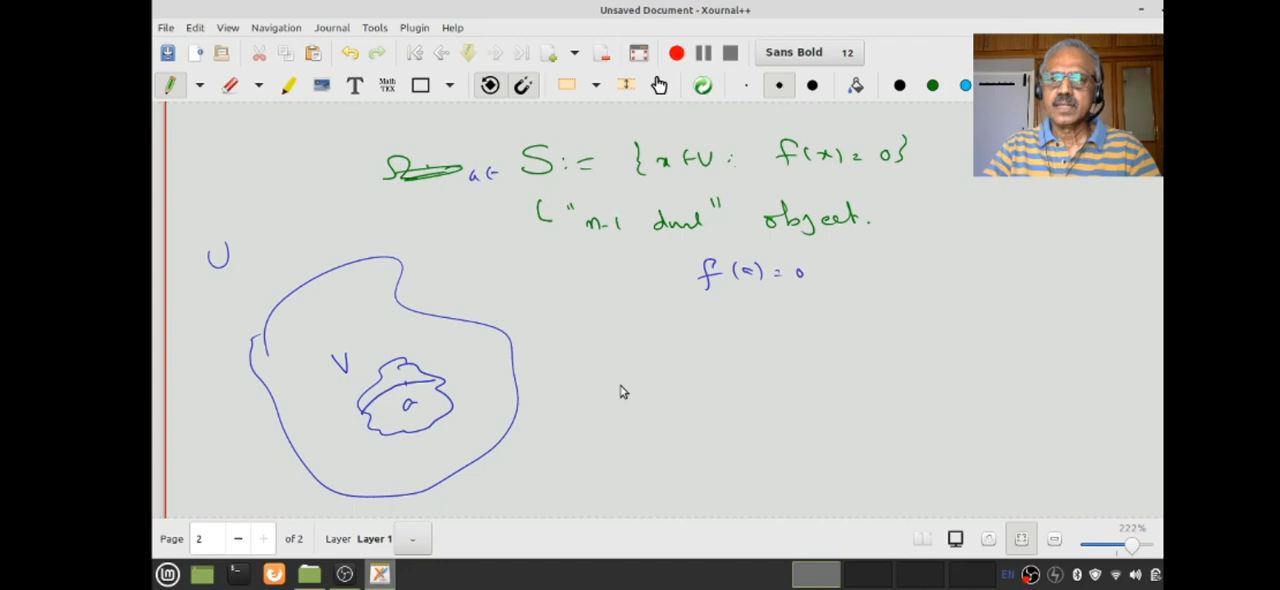 Unsaved Document - Xournal++
File Edit View Navigation Journal Tools Plugin Help
Sans Bold 12
a ∈ S := { x ∈ V : f(x) = 0 }
( "n-1 dml" object.
U
f(a) = 0
V
a
222%
Page 2 of 2 Layer Layer 1
EN